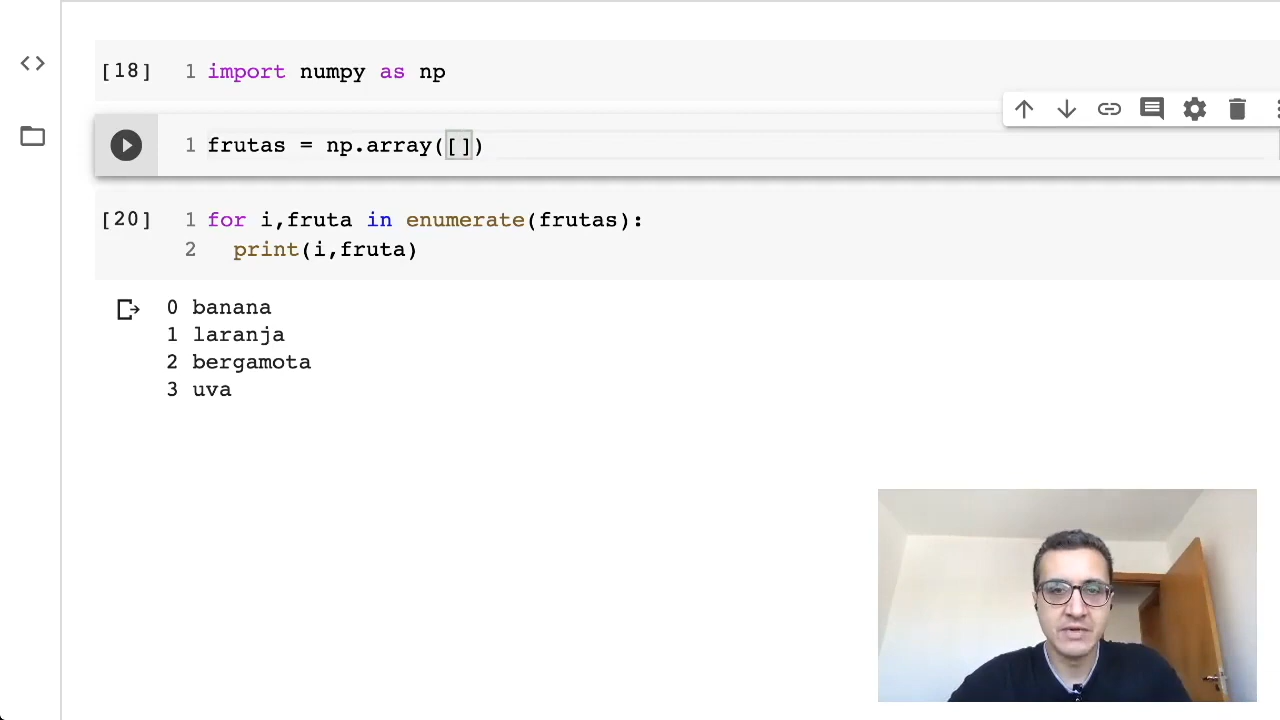 [18] 1 import numpy as np
1 frutas = np.array([])
[20] 1 for i,fruta in enumerate(frutas):
2 print(i,fruta)
0 banana
1 laranja
2 bergamota
3 uva